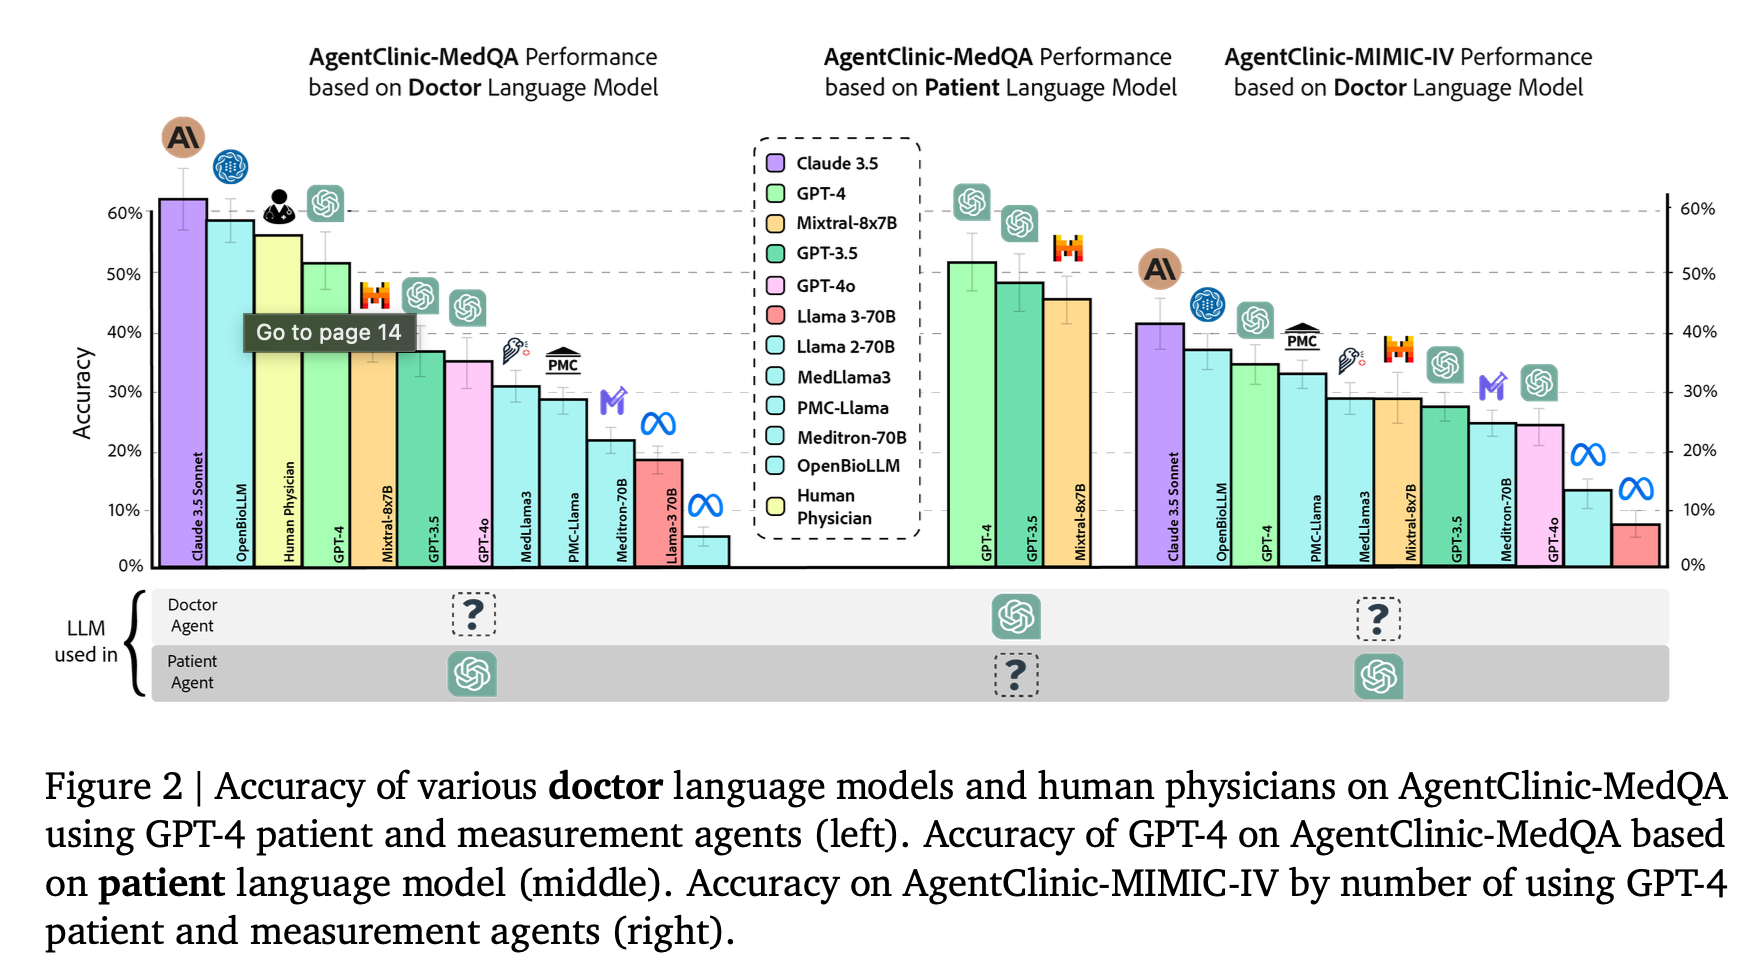 AgentClinic-MedQA Performance
based on Doctor Language Model
AgentClinic-MedQA Performance
based on Patient Language Model
AgentClinic-MIMIC-IV Performance
based on Doctor Language Model
Accuracy
60%
50%
40%
30%
20%
10%
0%
Claude 3.5 Sonnet
OpenBioLLM
Human Physician
GPT-4
Mixtral-8x7B
GPT-3.5
GPT-4o
MedLlama3
PMC
PMC-Llama
Meditron-70B
Llama-3 70B
Go to page 14
Claude 3.5
GPT-4
Mixtral-8x7B
GPT-3.5
GPT-4o
Llama 3-70B
Llama 2-70B
MedLlama3
PMC-Llama
Meditron-70B
OpenBioLLM
Human
Physician
GPT-4
GPT-3.5
Mixtral-8x7B
Claude 3.5 Sonnet
OpenBioLLM
GPT-4
PMC
PMC-Llama
MedLlama3
Mixtral-8x7B
GPT-3.5
Meditron-70B
GPT-4o
60%
50%
40%
30%
20%
10%
0%
LLM
used in
Doctor
Agent
?
?
Patient
Agent
?
Figure 2 | Accuracy of various doctor language models and human physicians on AgentClinic-MedQA
using GPT-4 patient and measurement agents (left). Accuracy of GPT-4 on AgentClinic-MedQA based
on patient language model (middle). Accuracy on AgentClinic-MIMIC-IV by number of using GPT-4
patient and measurement agents (right).